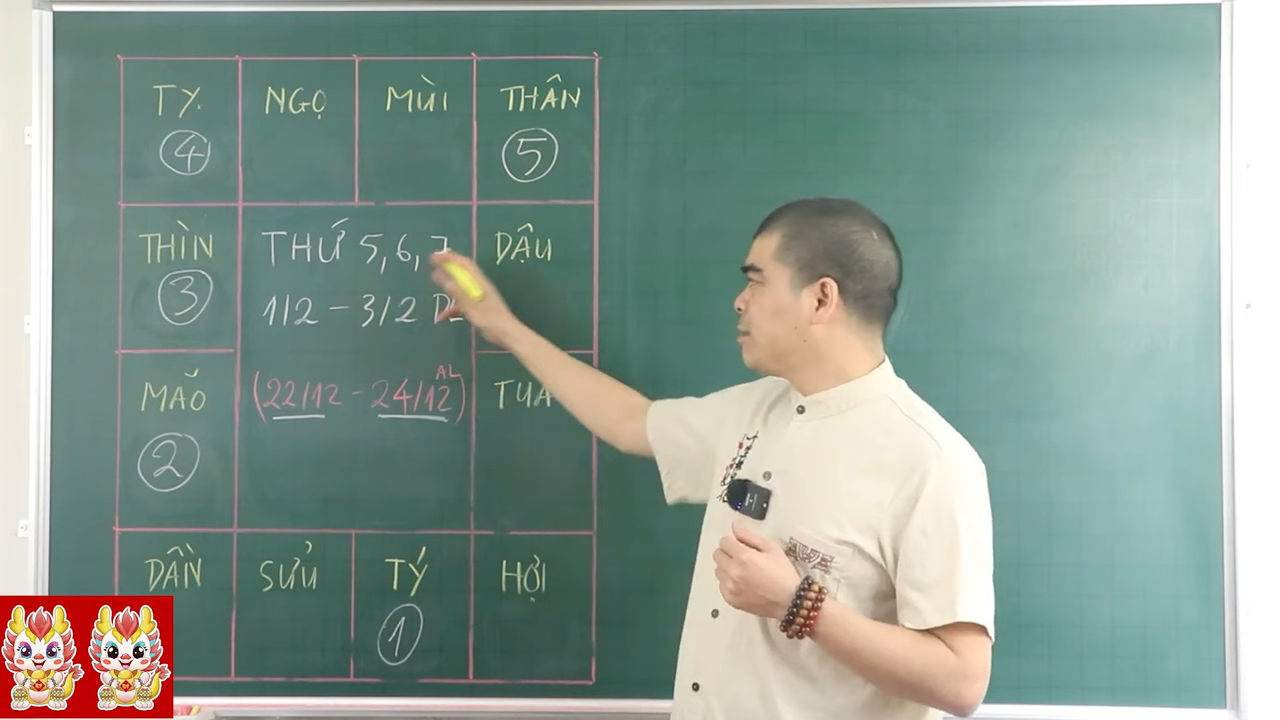 TỴ NGỌ MÙI THÂN
④ ⑤
THÌN THỨ 5,6,7 DẬU
③ 1/2 - 3/2
AL
MÃO (22/12 - 24/12)
②
DẦN SỬU TÝ HỢI
①